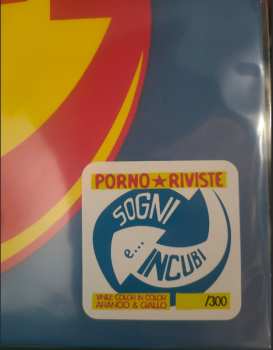 PORNO★RIVISTE
SOGNI
e...
INCUBI
VINILE COLOR IN COLOR
ARANCIO & GIALLO
/300